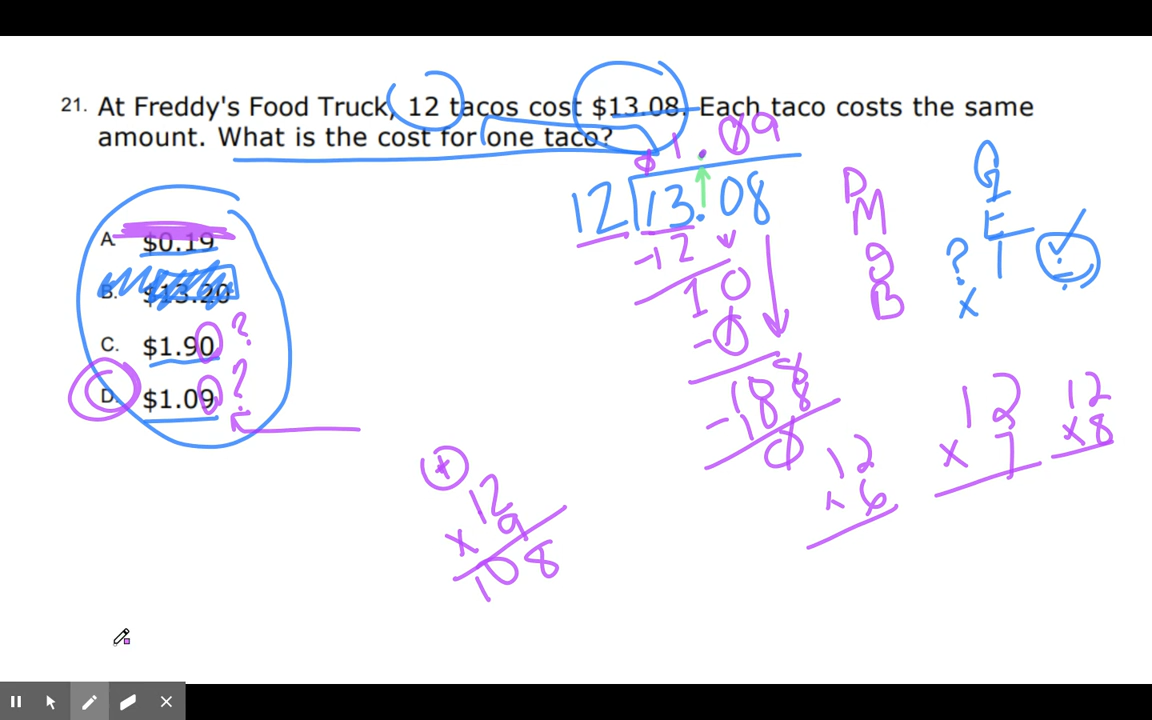 21. At Freddy's Food Truck, 12 tacos cost $13.08. Each taco costs the same
amount. What is the cost for one taco?
A. $0.19
B. $13.20
C. $1.90 ?
D. $1.09 ?
$1.09
12 13.08
-12
10
-0
108
-108
0
D
M
S
B
G
E
? 1
x
12
x 9
108
12
x 6
12
x 7
12
x 8